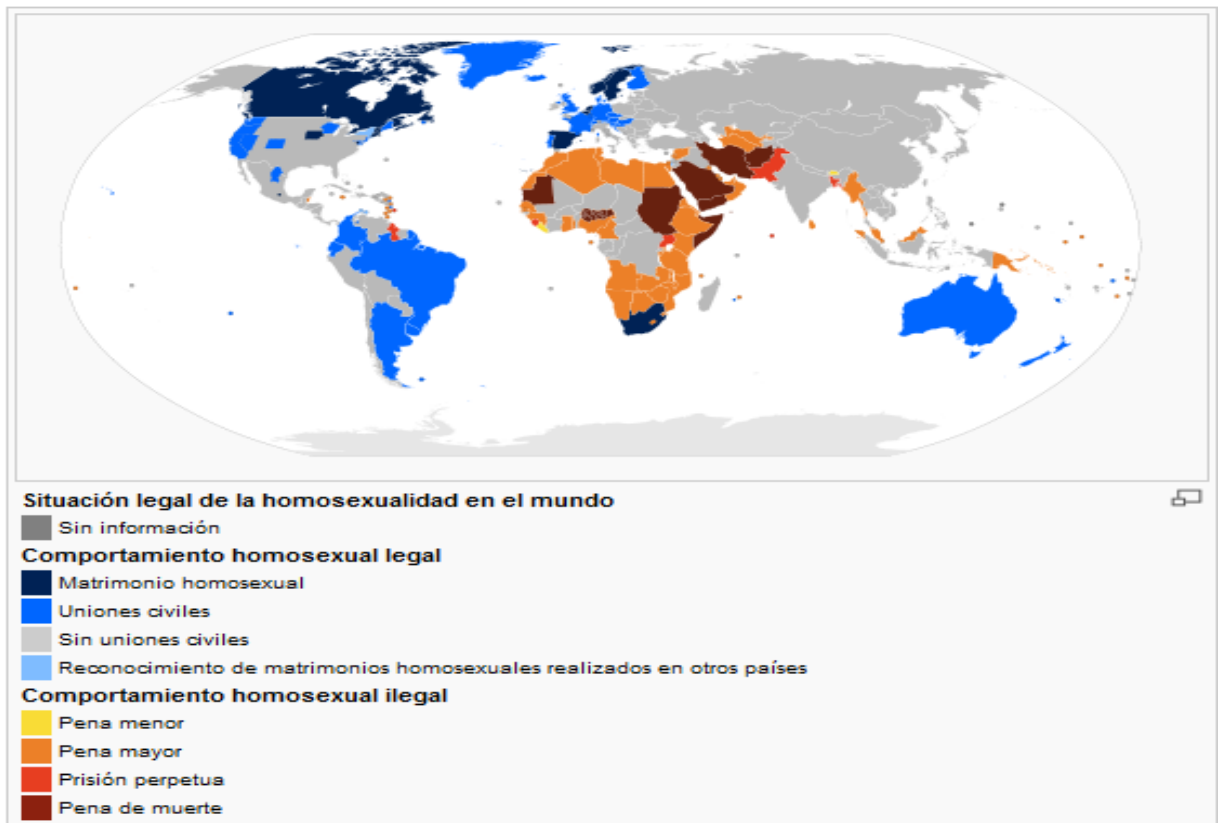 Situación legal de la homosexualidad en el mundo
Sin información
Comportamiento homosexual legal
Matrimonio homosexual
Uniones civiles
Sin uniones civiles
Reconocimiento de matrimonios homosexuales realizados en otros países
Comportamiento homosexual ilegal
Pena menor
Pena mayor
Prisión perpetua
Pena de muerte